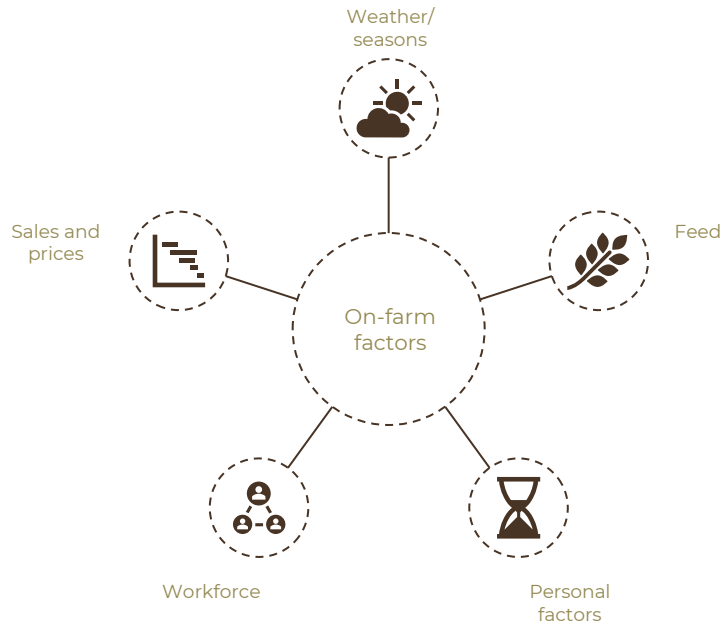 Weather/
seasons
Sales and
prices
Feed
On-farm
factors
Workforce
Personal
factors